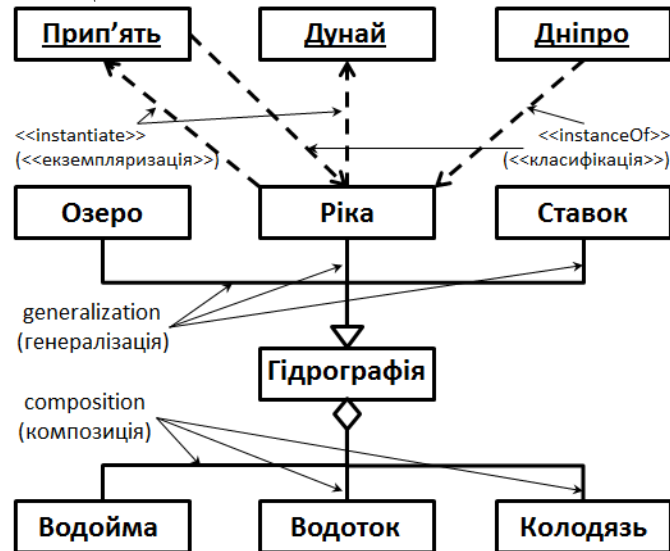 Прип’ять
Дунай
Дніпро
<<instantiate>>
(<<екземпляризація>>)
<<instanceOf>>
(<<класифікація>>)
Озеро
Ріка
Ставок
generalization
(генералізація)
Гідрографія
composition
(композиція)
Водойма
Водоток
Колодязь